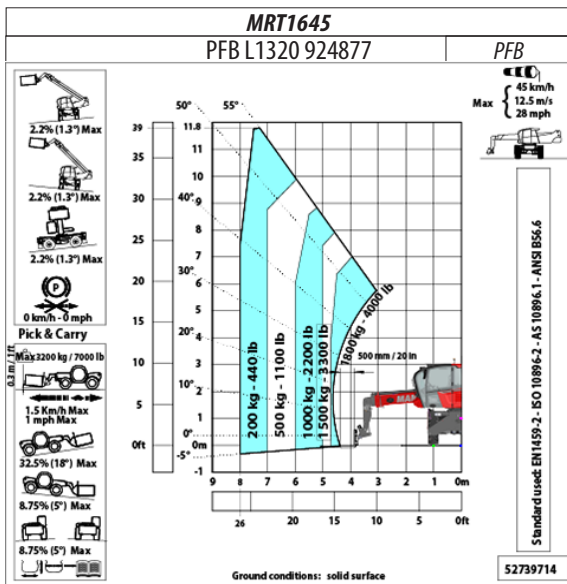 MRT1645
PFB L1320 924877
PFB
2.2% (1.3°) Max
2.2% (1.3°) Max
2.2% (1.3°) Max
P
0 km/h - 0 mph
Pick & Carry
0.3 m / 1ft
Max 3200 kg / 7000 lb
1.5 Km/h Max
1 mph Max
32.5% (18°) Max
8.75% (5°) Max
8.75% (5°) Max
50°
55°
39
11.8
11
35
10
30
9
40°
8
25
7
20
6
30°
5
15
4
20°
3
10
10°
2
5
1
0°
0ft
0m
-5°
-1
200 kg - 440 lb
500 kg - 1100 lb
1000 kg - 2200 lb
1500 kg - 3300 lb
1800 kg - 4000 lb
500 mm / 20 in
9 8 7 6 5 4 3 2 1 0m
26 20 15 10 5 0ft
Ground conditions: solid surface
Max
45 km/h
12.5 m/s
28 mph
Standard used: EN1459-2 - ISO 10896-2 - AS 10896.1 - ANSI B56.6
52739714